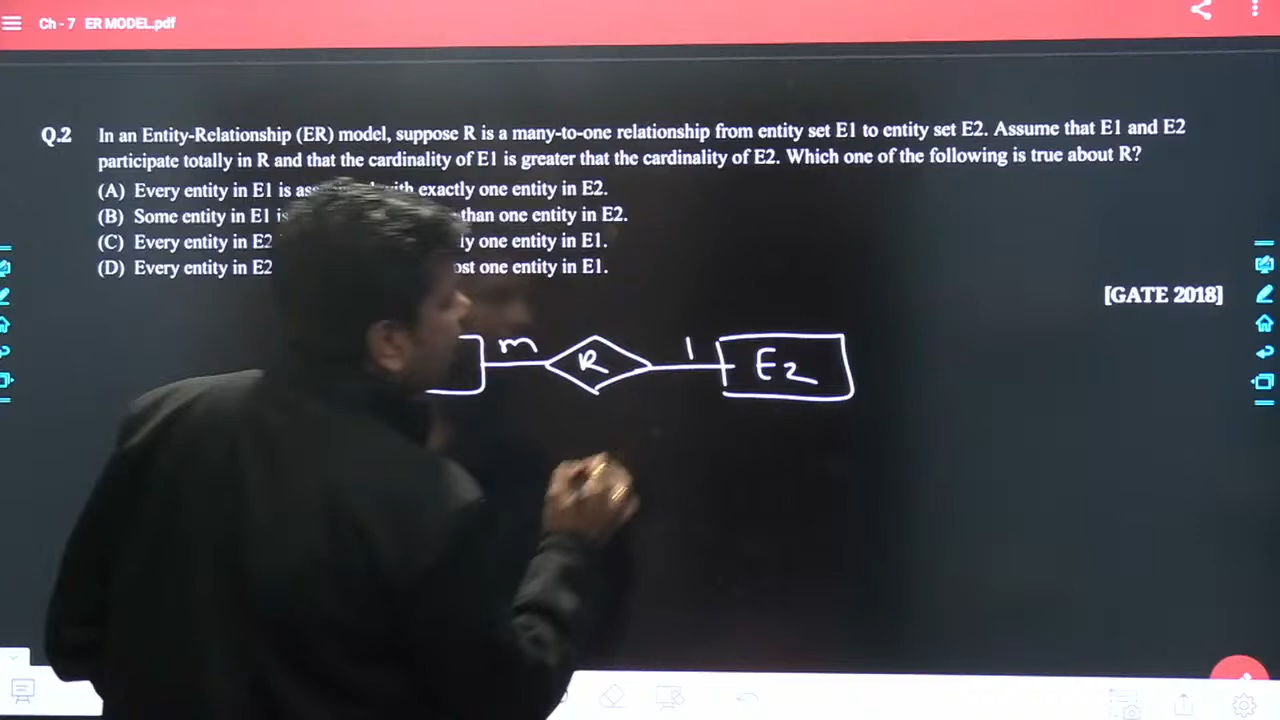 Ch - 7 ER MODEL.pdf
Q.2 In an Entity-Relationship (ER) model, suppose R is a many-to-one relationship from entity set E1 to entity set E2. Assume that E1 and E2
participate totally in R and that the cardinality of E1 is greater that the cardinality of E2. Which one of the following is true about R?
(A) Every entity in E1 is with exactly one entity in E2.
(B) Some entity in E1 than one entity in E2.
(C) Every entity in E2 one entity in E1.
(D) Every entity in E2 one entity in E1.
[GATE 2018]
m R 1 E2